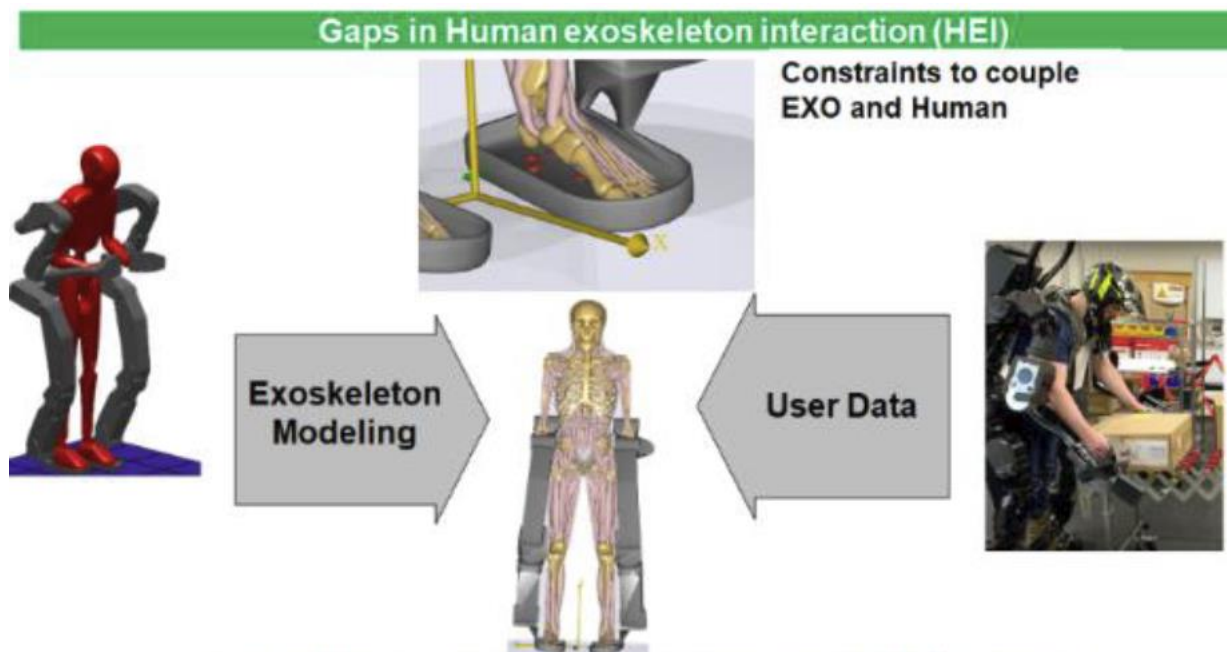 Gaps in Human exoskeleton interaction (HEI)
Constraints to couple
EXO and Human
X
Exoskeleton
Modeling
User Data